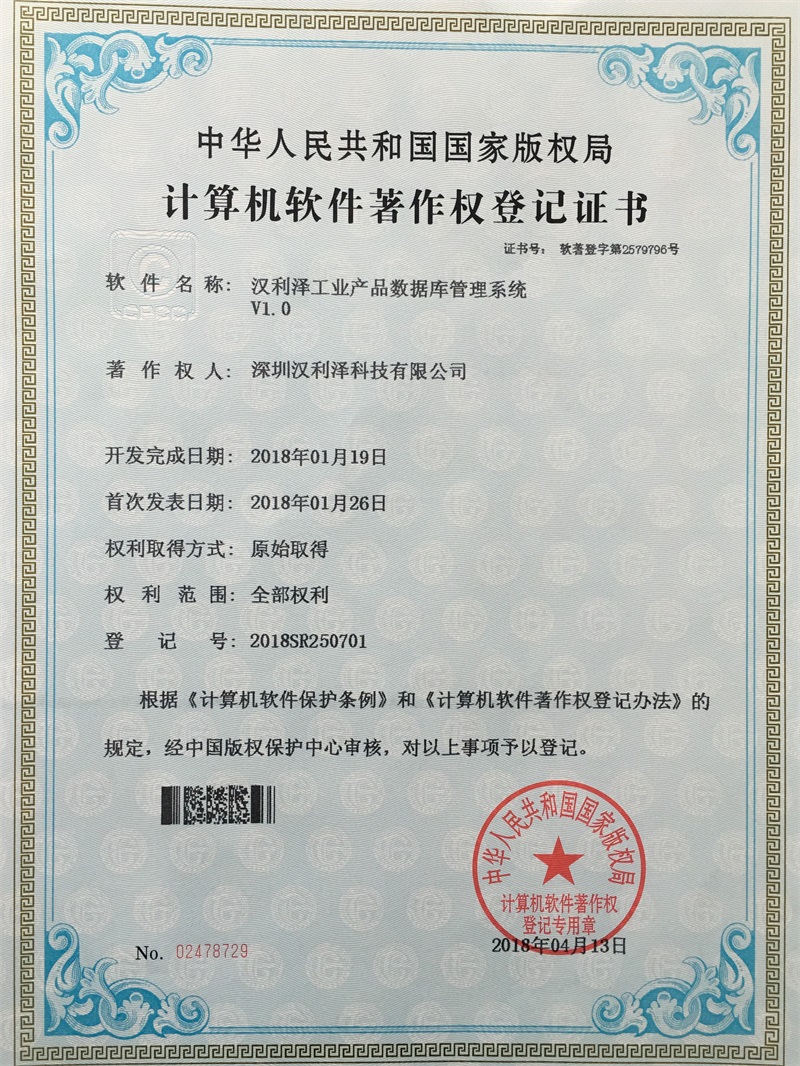 中华人民共和国国家版权局
计算机软件著作权登记证书
证书号： 软著登字第2579796号
软件名称： 汉利泽工业产品数据库管理系统
V1.0
著作权人： 深圳汉利泽科技有限公司
开发完成日期： 2018年01月19日
首次发表日期： 2018年01月26日
权利取得方式： 原始取得
权利范围： 全部权利
登记号： 2018SR250701
根据《计算机软件保护条例》和《计算机软件著作权登记办法》的
规定，经中国版权保护中心审核，对以上事项予以登记。
中华人民共和国国家版权局
计算机软件著作权
登记专用章
No. 02478729
2018年04月13日